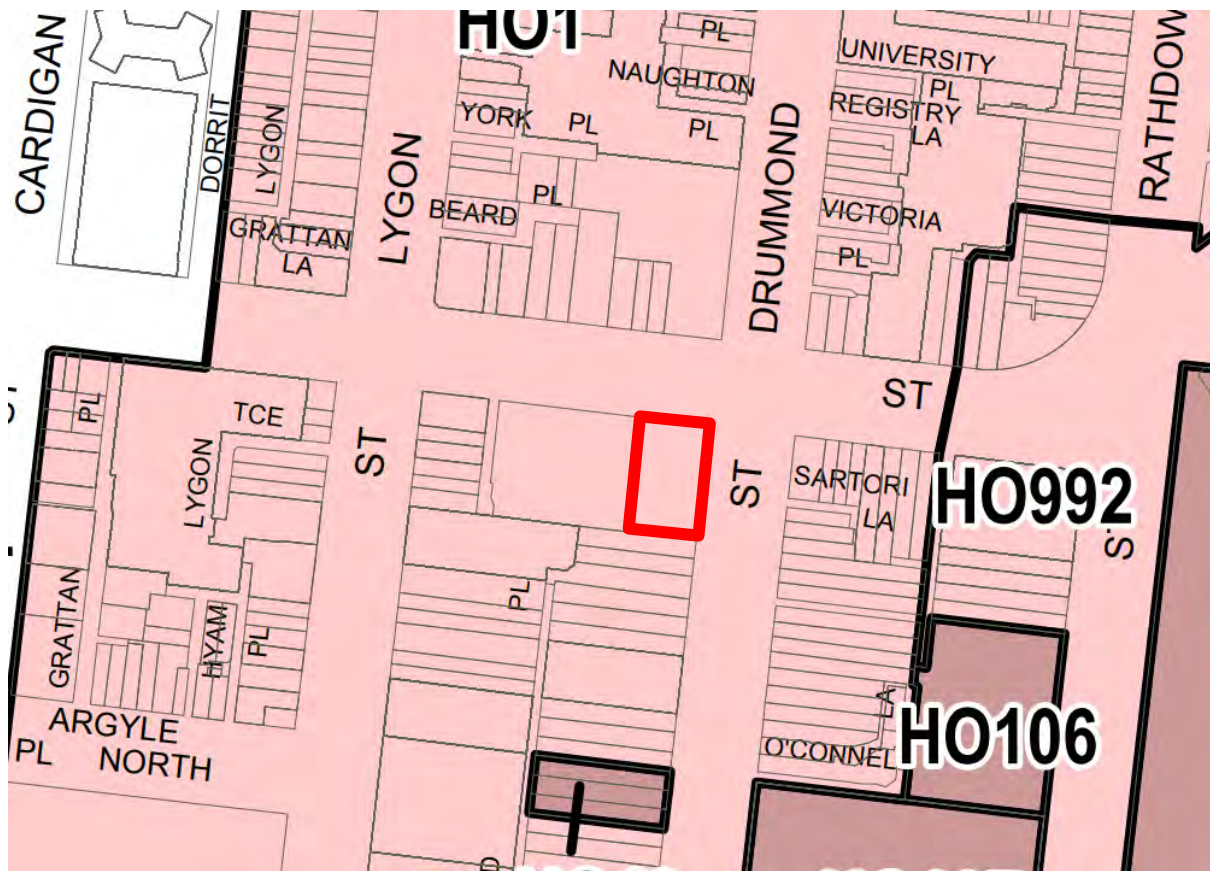 HO1
CARDIGAN
DORRIT
LYGON
GRATTAN
LA
LYGON
YORK
PL
BEARD
PL
PL
NAUGHTON
PL
DRUMMOND
UNIVERSITY
PL
REGISTRY
LA
VICTORIA
PL
RATHDOW
PL
TCE
LYGON
ST
ST
ST
SARTORI
LA
HO992
ST
GRATTAN
HYAM
PL
PL
ARGYLE
PL
NORTH
LA
O'CONNEL
HO106